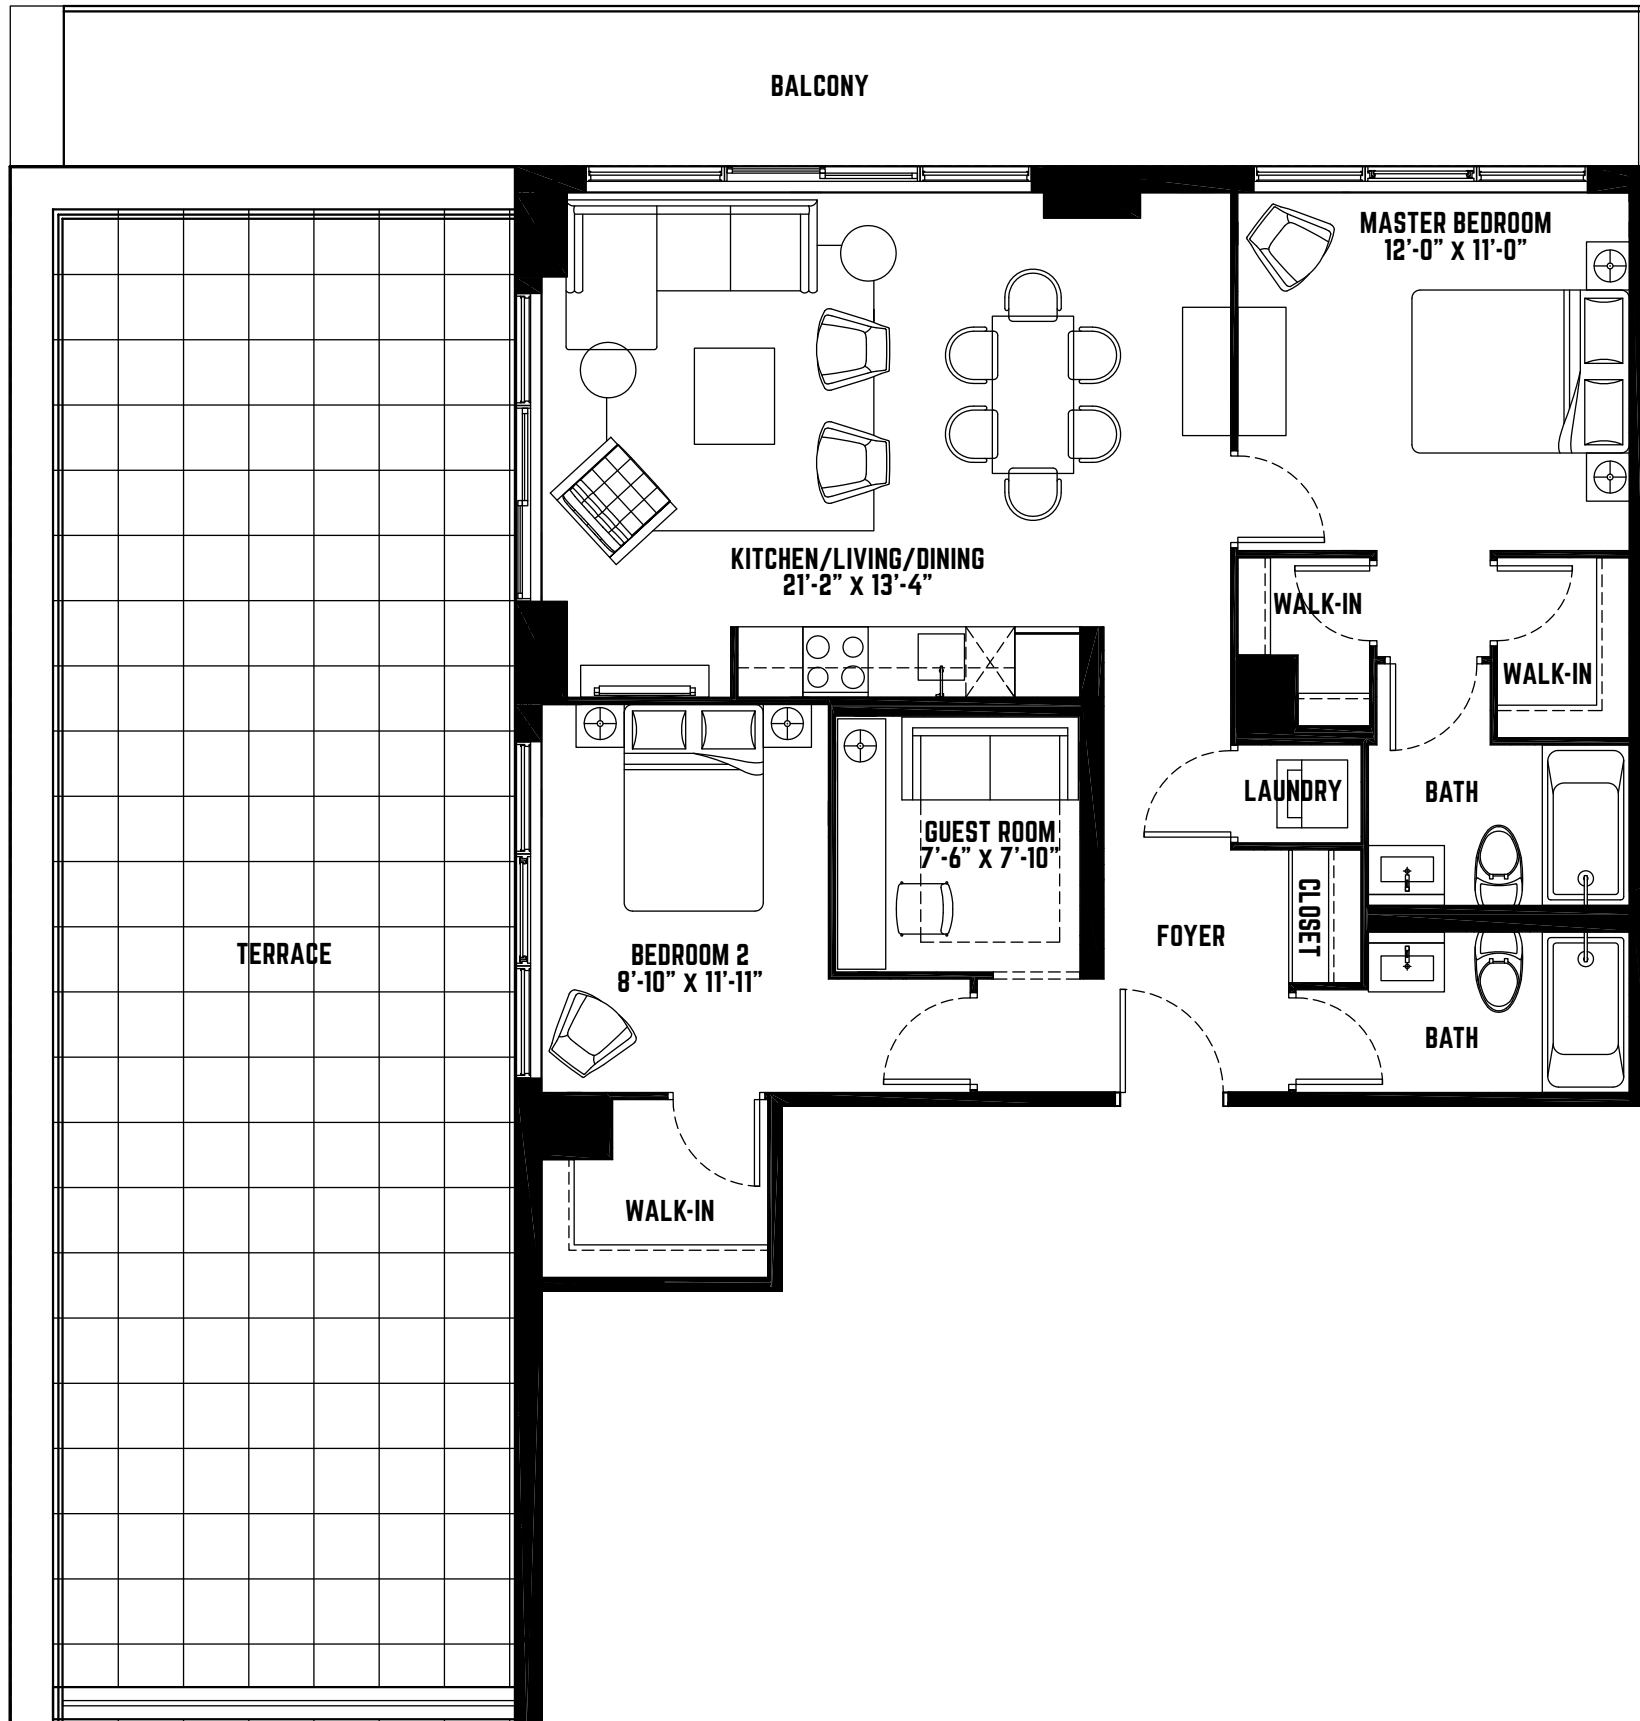 BALCONY
MASTER BEDROOM
12'-0" X 11'-0"
KITCHEN/LIVING/DINING
21'-2" X 13'-4"
WALK-IN
WALK-IN
LAUNDRY
BATH
GUEST ROOM
7'-6" X 7'-10"
CLOSET
FOYER
TERRACE
BEDROOM 2
8'-10" X 11'-11"
BATH
WALK-IN